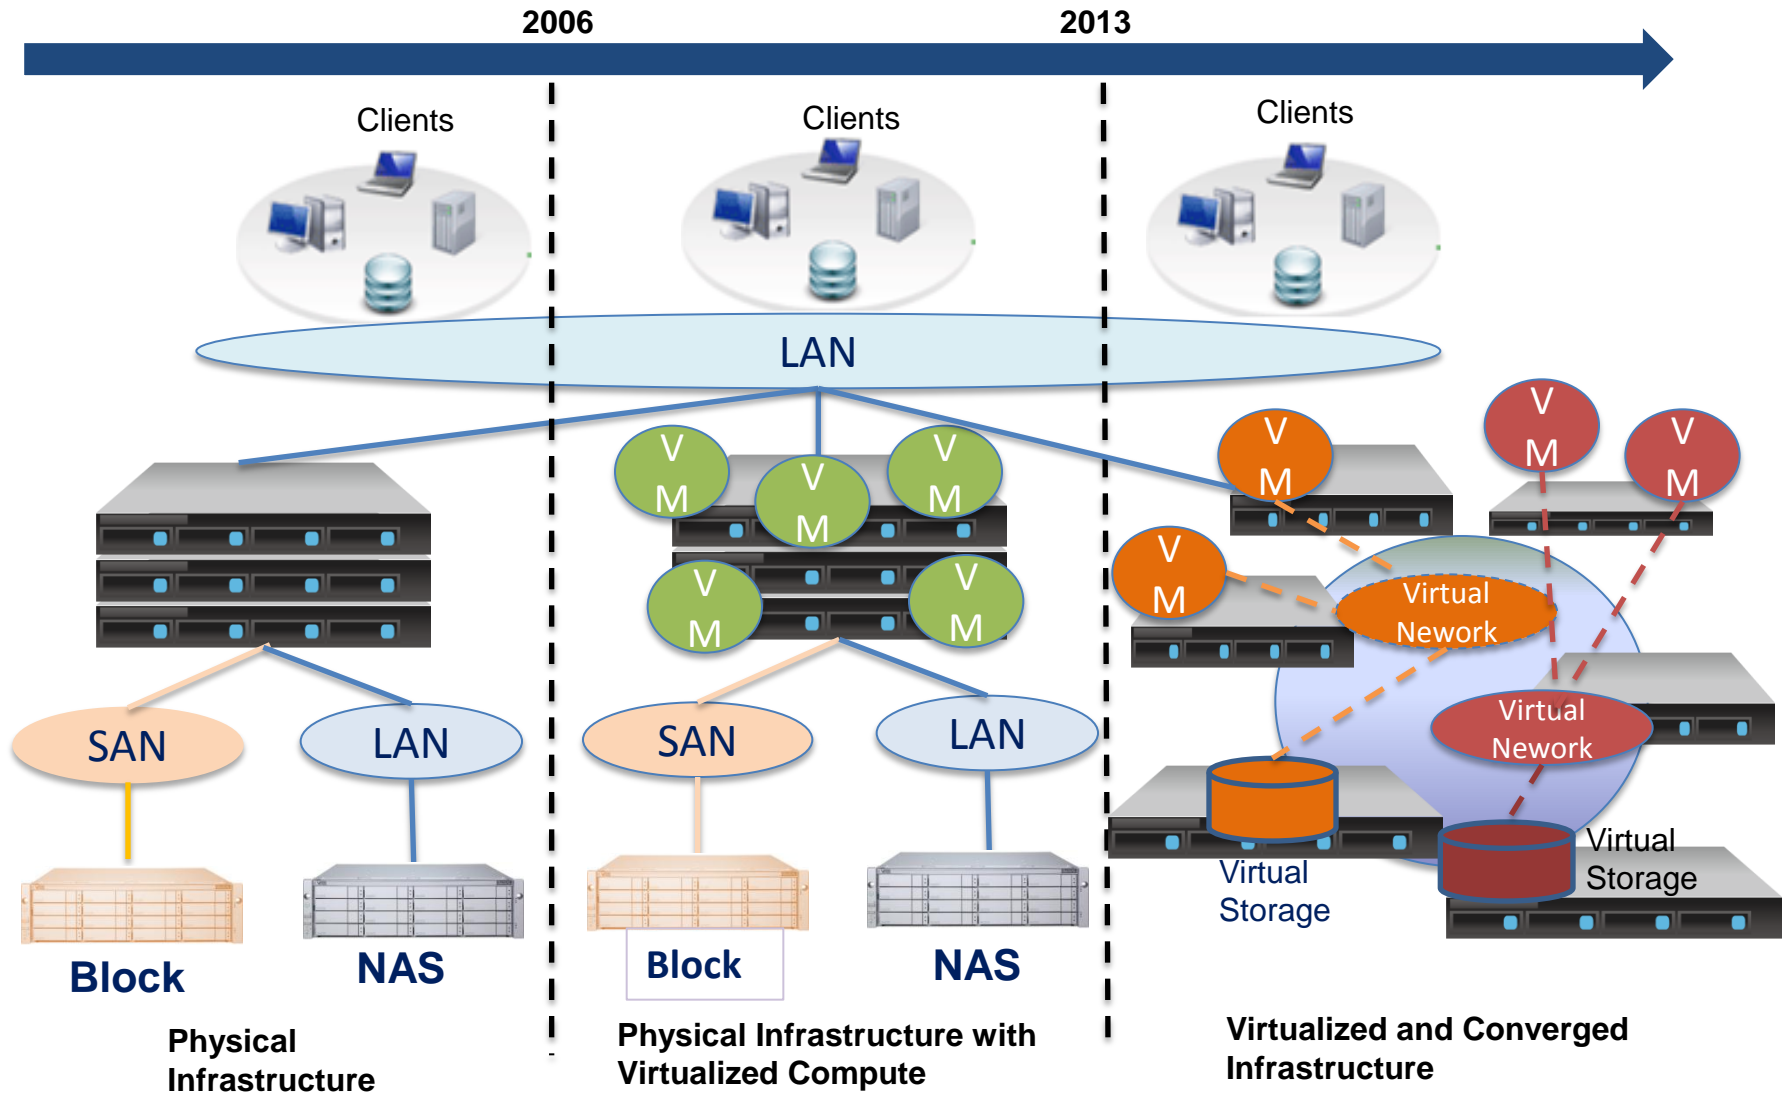 2006
2013
Clients
Clients
Clients
LAN
V
M
V
M
V
M
V
M
V
M
V
M
V
M
V
M
V
M
Virtual
Nework
Virtual
Nework
SAN
LAN
SAN
LAN
Virtual
Storage
Virtual
Storage
Block
NAS
Block
NAS
Physical
Infrastructure
Physical Infrastructure with
Virtualized Compute
Virtualized and Converged
Infrastructure